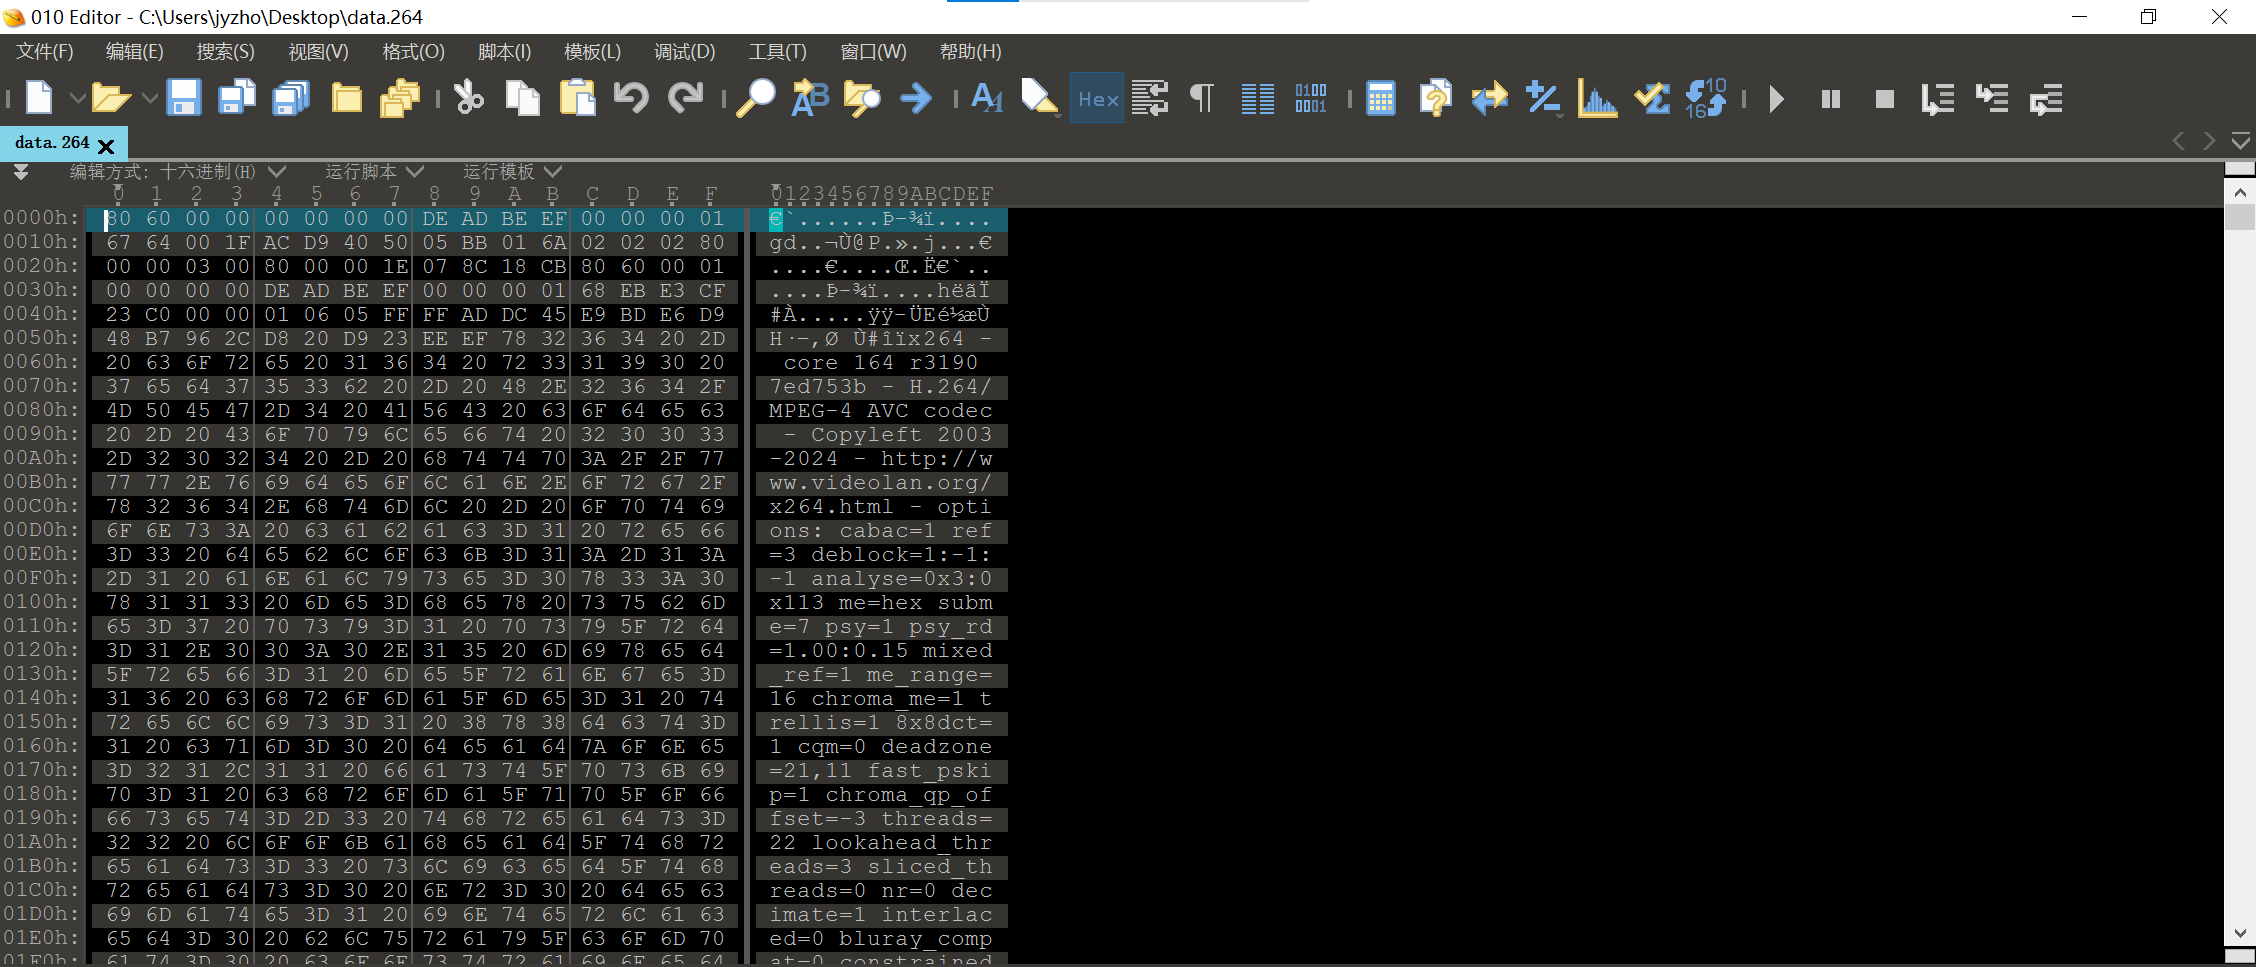 010 Editor - C:\Users\jyzho\Desktop\data.264
文件(F) 编辑(E) 搜索(S) 视图(V) 格式(O) 脚本(I) 模板(L) 调试(D) 工具(T) 窗口(W) 帮助(H)
Hex
data.264
编辑方式: 十六进制(H) 运行脚本 运行模板
0 1 2 3 4 5 6 7 8 9 A B C D E F 0123456789ABCDEF
0000h: 80 60 00 00 00 00 00 00 DE AD BE EF 00 00 00 01 €`......Þ-¾ï....
0010h: 67 64 00 1F AC D9 40 50 05 BB 01 6A 02 02 02 80 gd..¬Ù@P.».j...€
0020h: 00 00 03 00 80 00 00 1E 07 8C 18 CB 80 60 00 01 ....€....Œ.Ë€`..
0030h: 00 00 00 00 DE AD BE EF 00 00 00 01 68 EB E3 CF ....Þ-¾ï....hëãÏ
0040h: 23 C0 00 00 01 06 05 FF FF AD DC 45 E9 BD E6 D9 #À.....ÿÿ-ÜEé½æÙ
0050h: 48 B7 96 2C D8 20 D9 23 EE EF 78 32 36 34 20 2D H·–,Ø Ù#îïx264 -
0060h: 20 63 6F 72 65 20 31 36 34 20 72 33 31 39 30 20 core 164 r3190
0070h: 37 65 64 37 35 33 62 20 2D 20 48 2E 32 36 34 2F 7ed753b - H.264/
0080h: 4D 50 45 47 2D 34 20 41 56 43 20 63 6F 64 65 63 MPEG-4 AVC codec
0090h: 20 2D 20 43 6F 70 79 6C 65 66 74 20 32 30 30 33 - Copyleft 2003
00A0h: 2D 32 30 32 34 20 2D 20 68 74 74 70 3A 2F 2F 77 -2024 - http://w
00B0h: 77 77 2E 76 69 64 65 6F 6C 61 6E 2E 6F 72 67 2F ww.videolan.org/
00C0h: 78 32 36 34 2E 68 74 6D 6C 20 2D 20 6F 70 74 69 x264.html - opti
00D0h: 6F 6E 73 3A 20 63 61 62 61 63 3D 31 20 72 65 66 ons: cabac=1 ref
00E0h: 3D 33 20 64 65 62 6C 6F 63 6B 3D 31 3A 2D 31 3A =3 deblock=1:-1:
00F0h: 2D 31 20 61 6E 61 6C 79 73 65 3D 30 78 33 3A 30 -1 analyse=0x3:0
0100h: 78 31 31 33 20 6D 65 3D 68 65 78 20 73 75 62 6D x113 me=hex subm
0110h: 65 3D 37 20 70 73 79 3D 31 20 70 73 79 5F 72 64 e=7 psy=1 psy_rd
0120h: 3D 31 2E 30 30 3A 30 2E 31 35 20 6D 69 78 65 64 =1.00:0.15 mixed
0130h: 5F 72 65 66 3D 31 20 6D 65 5F 72 61 6E 67 65 3D _ref=1 me_range=
0140h: 31 36 20 63 68 72 6F 6D 61 5F 6D 65 3D 31 20 74 16 chroma_me=1 t
0150h: 72 65 6C 6C 69 73 3D 31 20 38 78 38 64 63 74 3D rellis=1 8x8dct=
0160h: 31 20 63 71 6D 3D 30 20 64 65 61 64 7A 6F 6E 65 1 cqm=0 deadzone
0170h: 3D 32 31 2C 31 31 20 66 61 73 74 5F 70 73 6B 69 =21,11 fast_pski
0180h: 70 3D 31 20 63 68 72 6F 6D 61 5F 71 70 5F 6F 66 p=1 chroma_qp_of
0190h: 66 73 65 74 3D 2D 33 20 74 68 72 65 61 64 73 3D fset=-3 threads=
01A0h: 32 32 20 6C 6F 6F 6B 61 68 65 61 64 5F 74 68 72 22 lookahead_thr
01B0h: 65 61 64 73 3D 33 20 73 6C 69 63 65 64 5F 74 68 eads=3 sliced_th
01C0h: 72 65 61 64 73 3D 30 20 6E 72 3D 30 20 64 65 63 reads=0 nr=0 dec
01D0h: 69 6D 61 74 65 3D 31 20 69 6E 74 65 72 6C 61 63 imate=1 interlac
01E0h: 65 64 3D 30 20 62 6C 75 72 61 79 5F 63 6F 6D 70 ed=0 bluray_comp
01F0h: 61 74 3D 30 20 63 6F 6E 73 74 72 61 69 6E 65 64 at=0 constrained